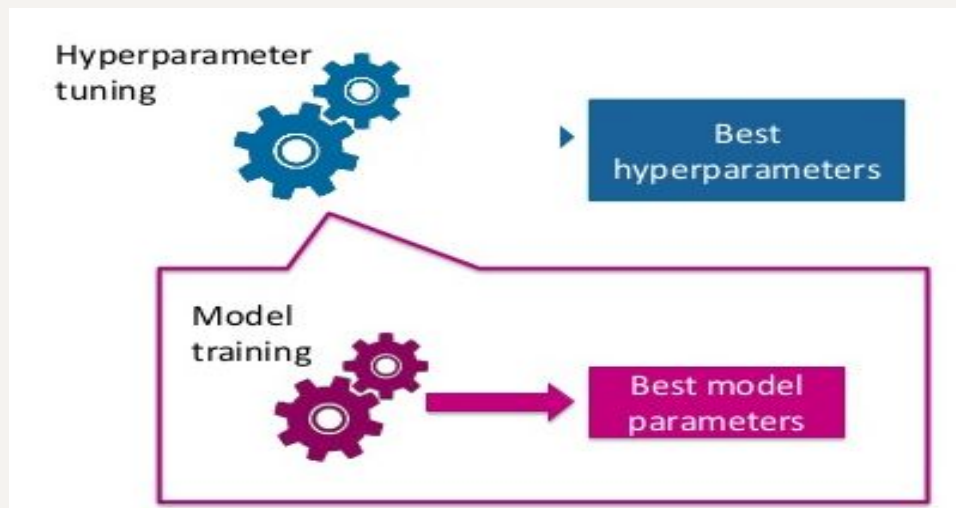 Hyperparameter
tuning
Best
hyperparameters
Model
training
Best model
parameters